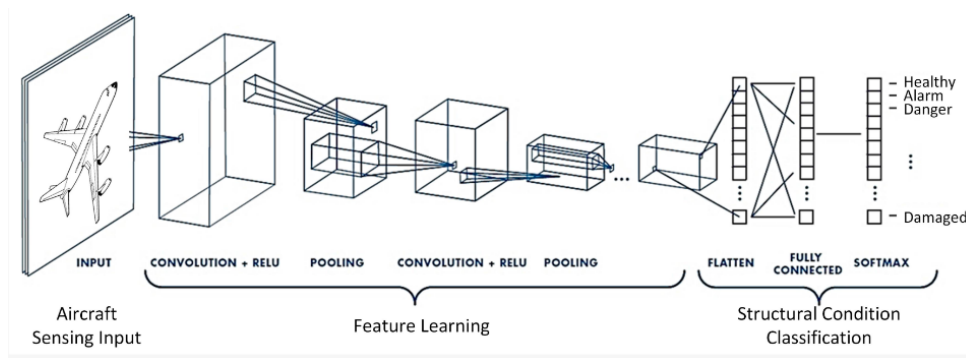 Healthy
Alarm
Danger
...
Damaged
INPUT
CONVOLUTION + RELU
POOLING
CONVOLUTION + RELU
POOLING
FLATTEN
FULLY
CONNECTED
SOFTMAX
Aircraft
Sensing Input
Feature Learning
Structural Condition
Classification